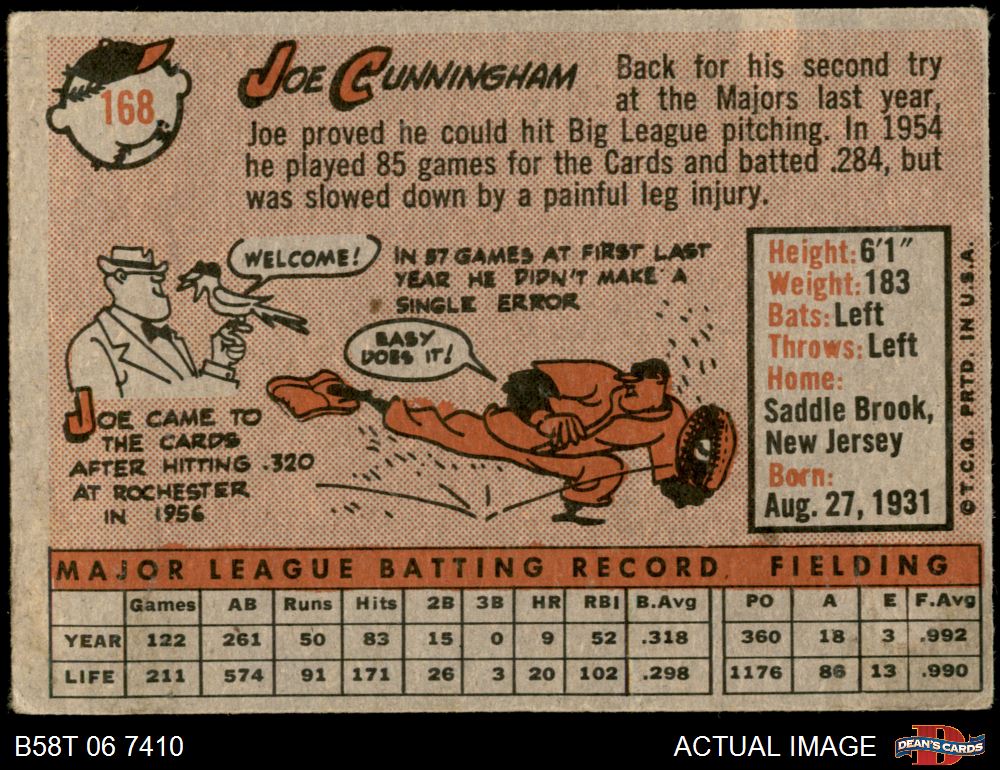 168
JOE CUNNINGHAM
Back for his second try
at the Majors last year,
Joe proved he could hit Big League pitching. In 1954
he played 85 games for the Cards and batted .284, but
was slowed down by a painful leg injury.
WELCOME!
IN 57 GAMES AT FIRST LAST
YEAR HE DIDN'T MAKE A
SINGLE ERROR
EASY
DOES IT!
JOE CAME TO
THE CARDS
AFTER HITTING .320
AT ROCHESTER
IN 1956
Height: 6'1"
Weight: 183
Bats: Left
Throws: Left
Home:
Saddle Brook,
New Jersey
Born:
Aug. 27, 1931
© T.C.G. PRTD. IN U.S.A.
MAJOR LEAGUE BATTING RECORD FIELDING
Games AB Runs Hits 2B 3B HR RBI B.Avg PO A E F.Avg
YEAR 122 261 50 83 15 0 9 52 .318 360 18 3 .992
LIFE 211 574 91 171 26 3 20 102 .298 1176 86 13 .990
B58T 06 7410
ACTUAL IMAGE
D
DEAN'S CARDS